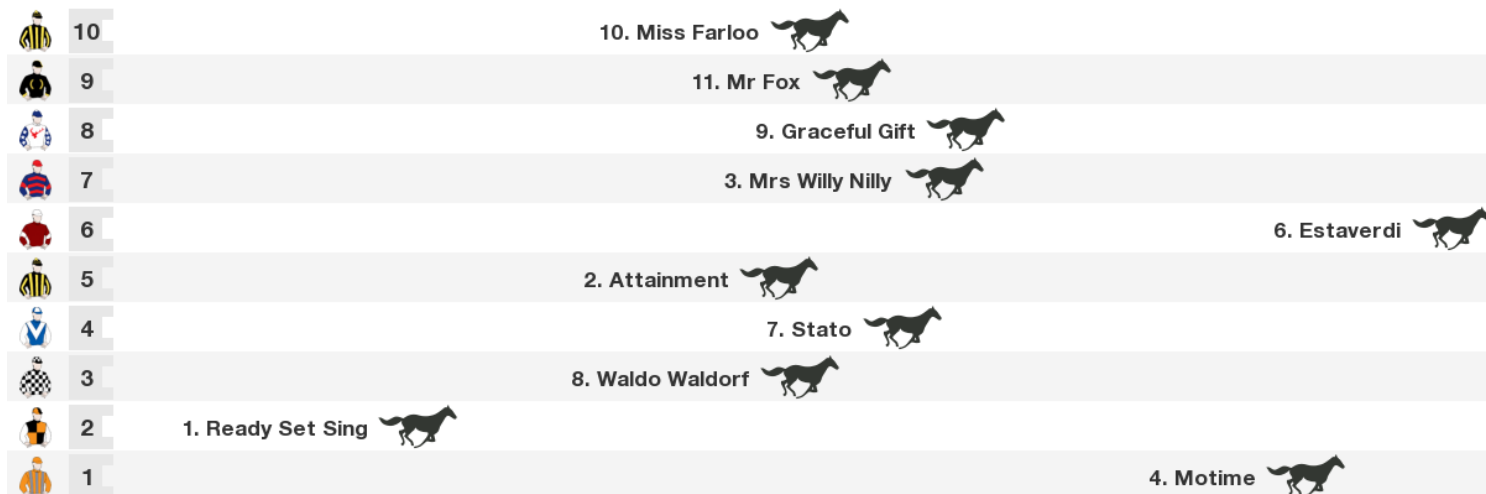 10 10. Miss Farloo
9 11. Mr Fox
8 9. Graceful Gift
7 3. Mrs Willy Nilly
6 6. Estaverdi
5 2. Attainment
4 7. Stato
3 8. Waldo Waldorf
2 1. Ready Set Sing
1 4. Motime